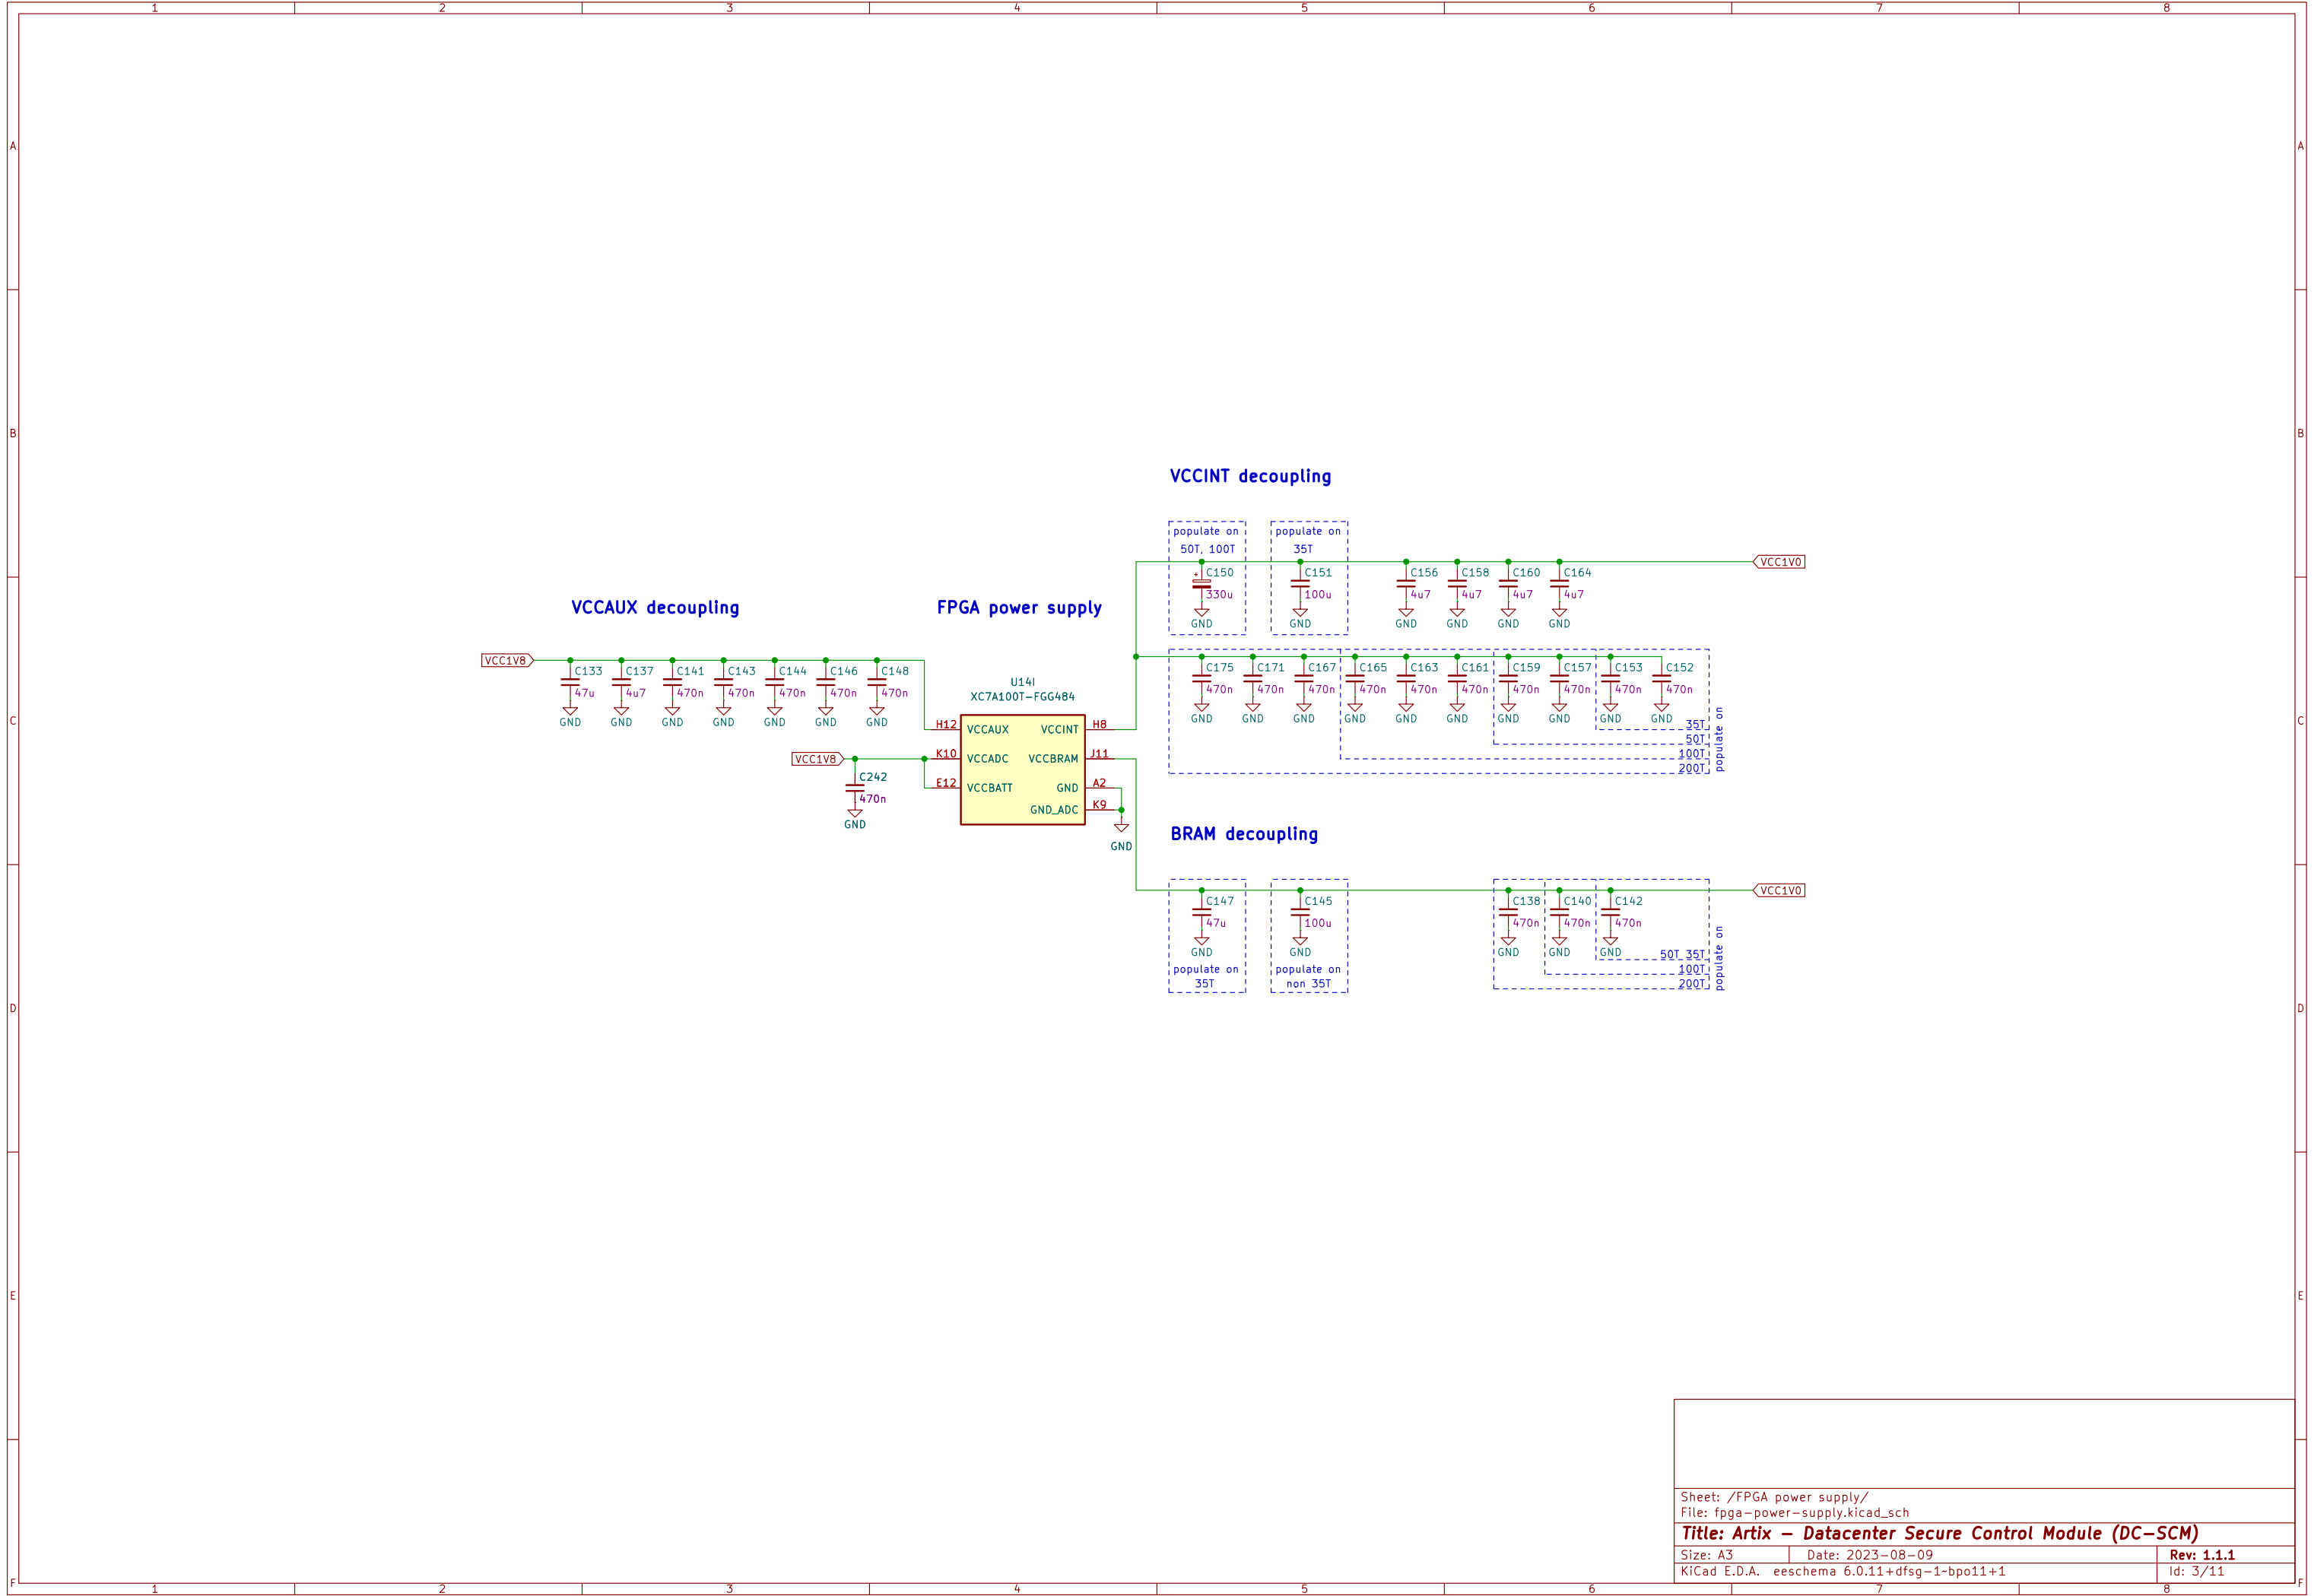 1 2 3 4 5 6 7 8
A A
B B
C C
D D
E E
F F
VCCINT decoupling
populate on
50T, 100T
populate on
35T
VCC1V0
C150
330u
GND
C151
100u
GND
C156
4u7
GND
C158
4u7
GND
C160
4u7
GND
C164
4u7
GND
VCCAUX decoupling
FPGA power supply
VCC1V8
C133
47u
GND
C137
4u7
GND
C141
470n
GND
C143
470n
GND
C144
470n
GND
C146
470n
GND
C148
470n
GND
C175
470n
GND
C171
470n
GND
C167
470n
GND
C165
470n
GND
C163
470n
GND
C161
470n
GND
C159
470n
GND
C157
470n
GND
C153
470n
GND
C152
470n
GND
35T
50T
100T
200T
populate on
U14I
XC7A100T-FGG484
H12 VCCAUX VCCINT H8
K10 VCCADC VCCBRAM J11
E12 VCCBATT GND A2
GND_ADC K9
GND
VCC1V8
C242
470n
GND
BRAM decoupling
VCC1V0
C147
47u
GND
populate on
35T
C145
100u
GND
populate on
non 35T
C138
470n
GND
C140
470n
GND
C142
470n
GND
50T 35T
100T
200T
populate on
Sheet: /FPGA power supply/
File: fpga-power-supply.kicad_sch
Title: Artix - Datacenter Secure Control Module (DC-SCM)
Size: A3 Date: 2023-08-09 Rev: 1.1.1
KiCad E.D.A. eeschema 6.0.11+dfsg-1~bpo11+1 Id: 3/11
1 2 3 4 5 6 7 8